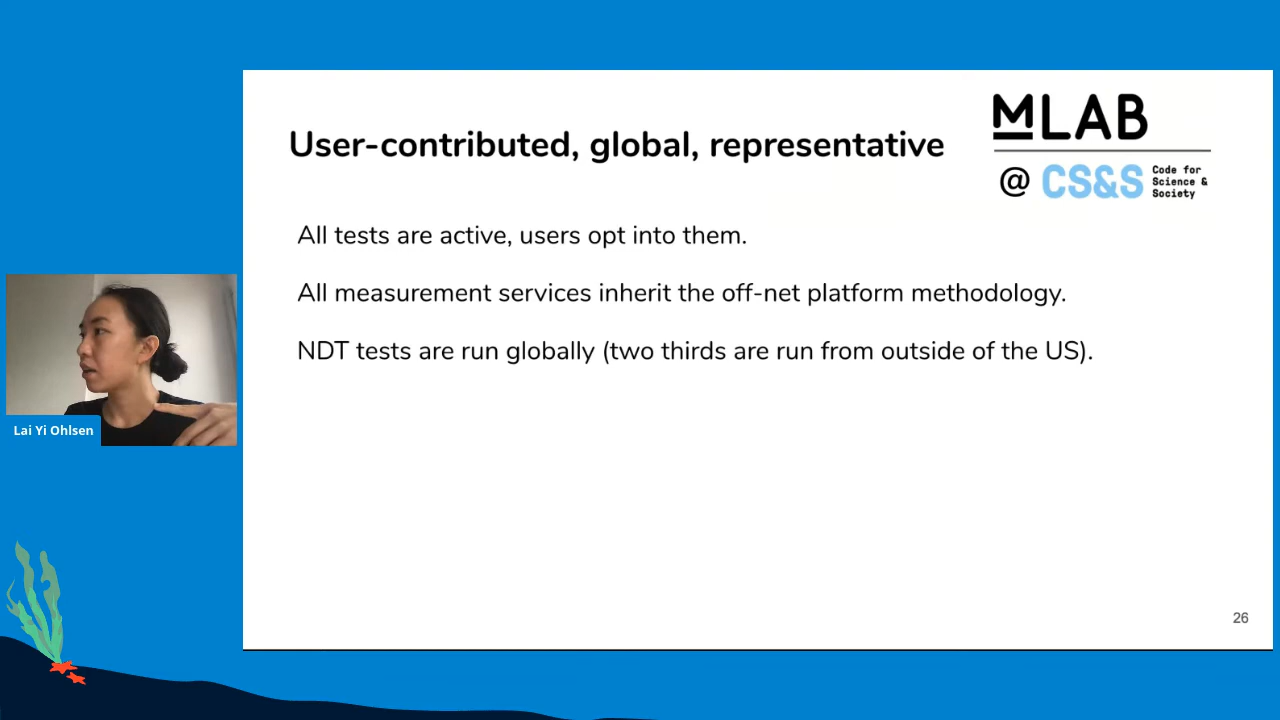 User-contributed, global, representative
MLAB
@ CS&S Code for
Science &
Society
All tests are active, users opt into them.
All measurement services inherit the off-net platform methodology.
NDT tests are run globally (two thirds are run from outside of the US).
Lai Yi Ohlsen
26